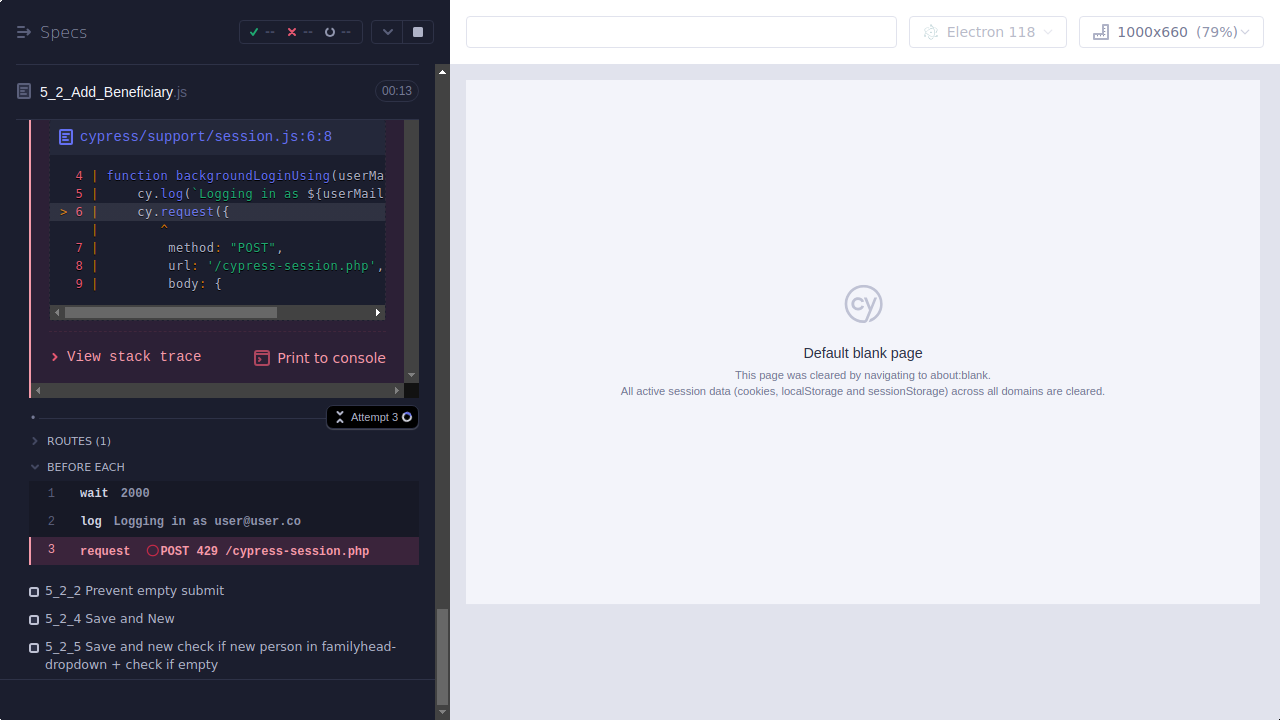 Specs
--
--
--
5_2_Add_Beneficiary.js
00:13
cypress/support/session.js:6:8
4 | function backgroundLoginUsing(userMa
5 |     cy.log(`Logging in as ${userMail
> 6 |     cy.request({
|        ^
7 |         method: "POST",
8 |         url: '/cypress-session.php',
9 |         body: {
View stack trace
Print to console
Attempt 3
ROUTES (1)
BEFORE EACH
1 wait 2000
2 log Logging in as user@user.co
3 request POST 429 /cypress-session.php
5_2_2 Prevent empty submit
5_2_4 Save and New
5_2_5 Save and new check if new person in familyhead-
dropdown + check if empty
Electron 118
1000x660 (79%)
cy
Default blank page
This page was cleared by navigating to about:blank.
All active session data (cookies, localStorage and sessionStorage) across all domains are cleared.